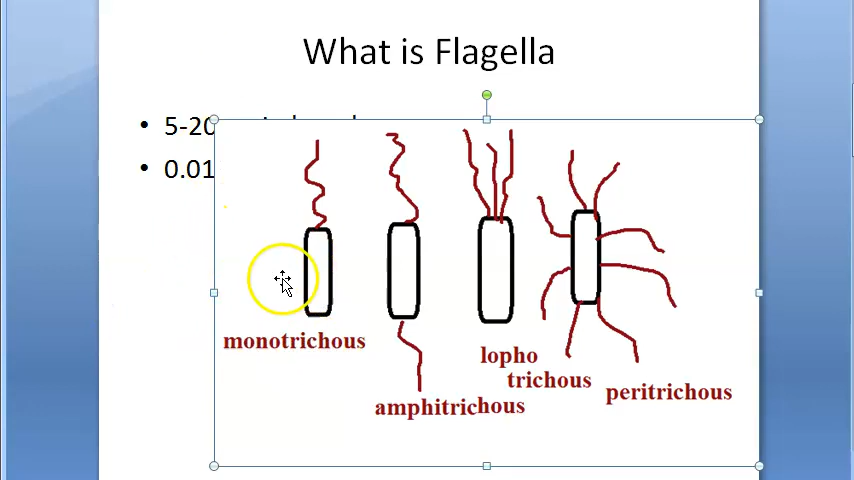 What is Flagella
• 5-20
• 0.01
monotrichous
lopho
trichous
amphitrichous
peritrichous